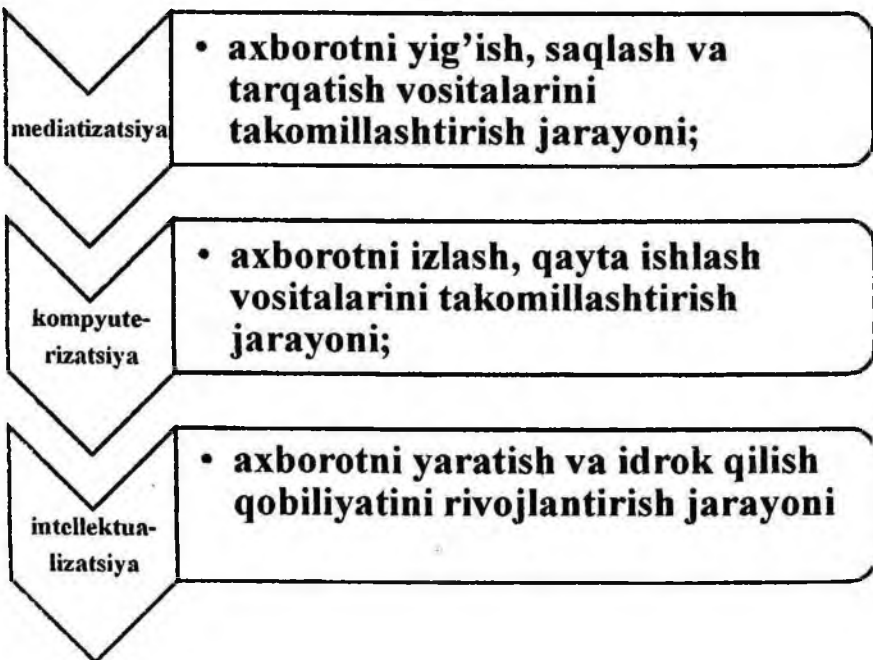 mediatizatsiya
• axborotni yig'ish, saqlash va
tarqatish vositalarini
takomillashtirish jarayoni;
kompyute-
rizatsiya
• axborotni izlash, qayta ishlash
vositalarini takomillashtirish
jarayoni;
intellektua-
lizatsiya
• axborotni yaratish va idrok qilish
qobiliyatini rivojlantirish jarayoni